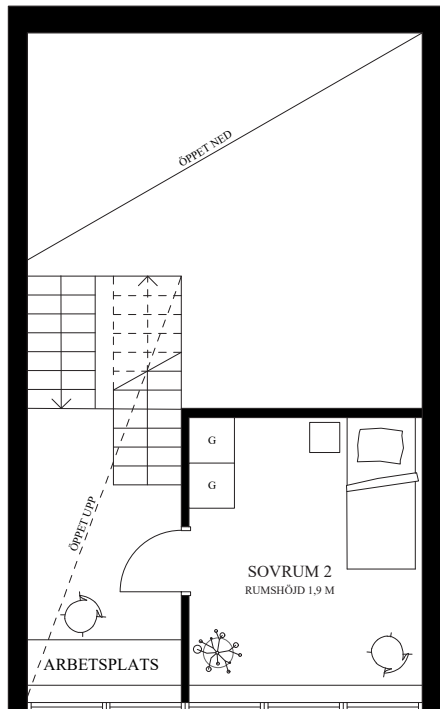 ÖPPET NED
G
G
ÖPPET UPP
SOVRUM 2
RUMSHÖJD 1,9 M
ARBETSPLATS